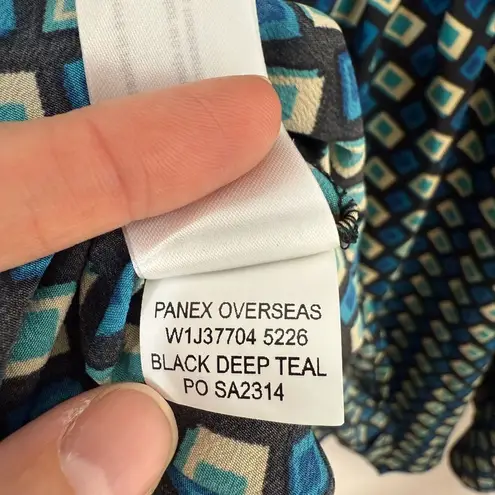 PANEX OVERSEAS
W1J37704 5226
BLACK DEEP TEAL
PO SA2314